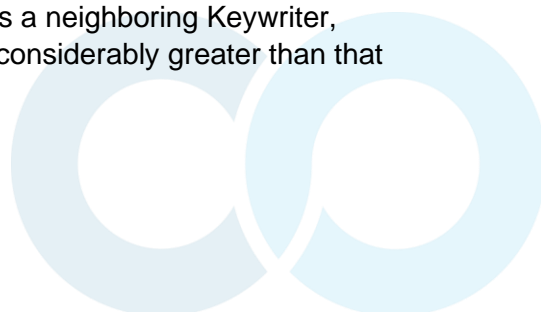 s a neighboring Keywriter,
considerably greater than that